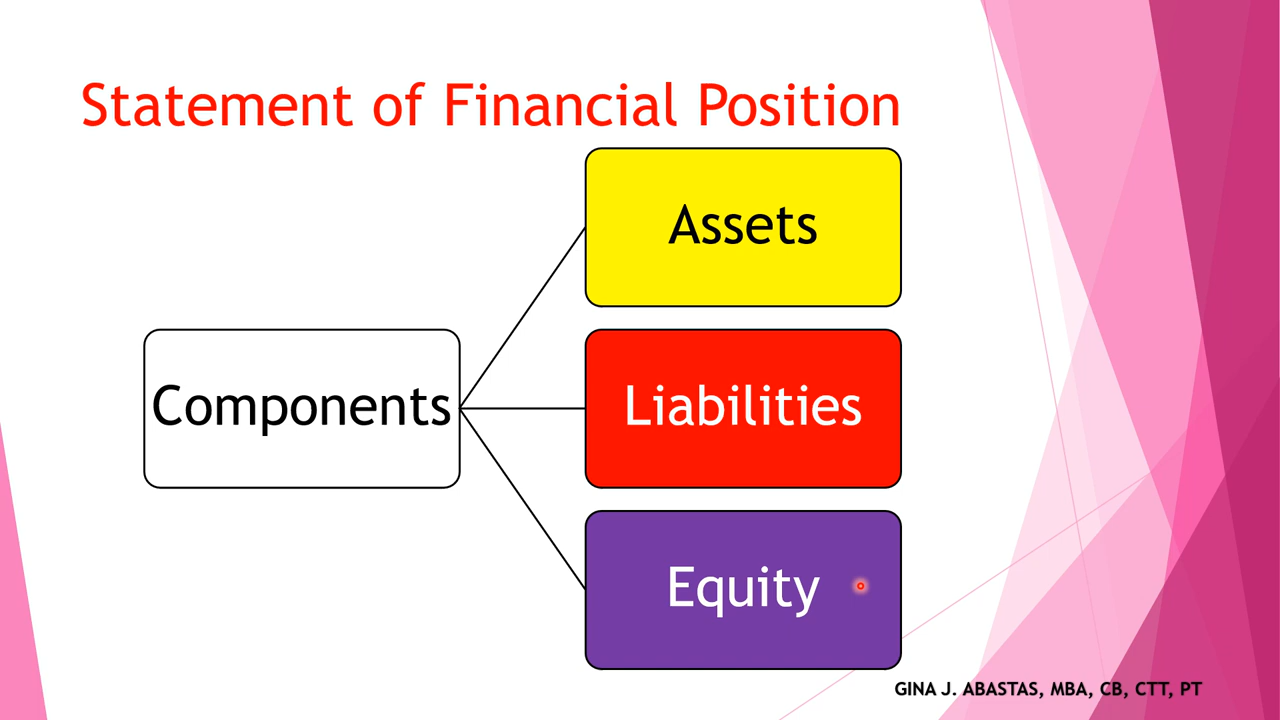 Statement of Financial Position
Assets
Components
Liabilities
Equity
GINA J. ABASTAS, MBA, CB, CTT, PT